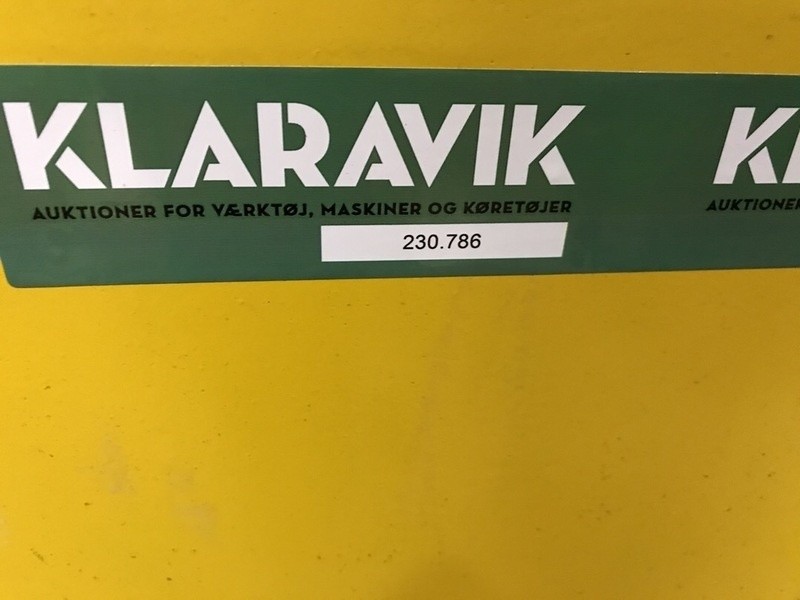 KLARAVIK
AUKTIONER FOR VÆRKTØJ, MASKINER OG KØRETØJER
230.786